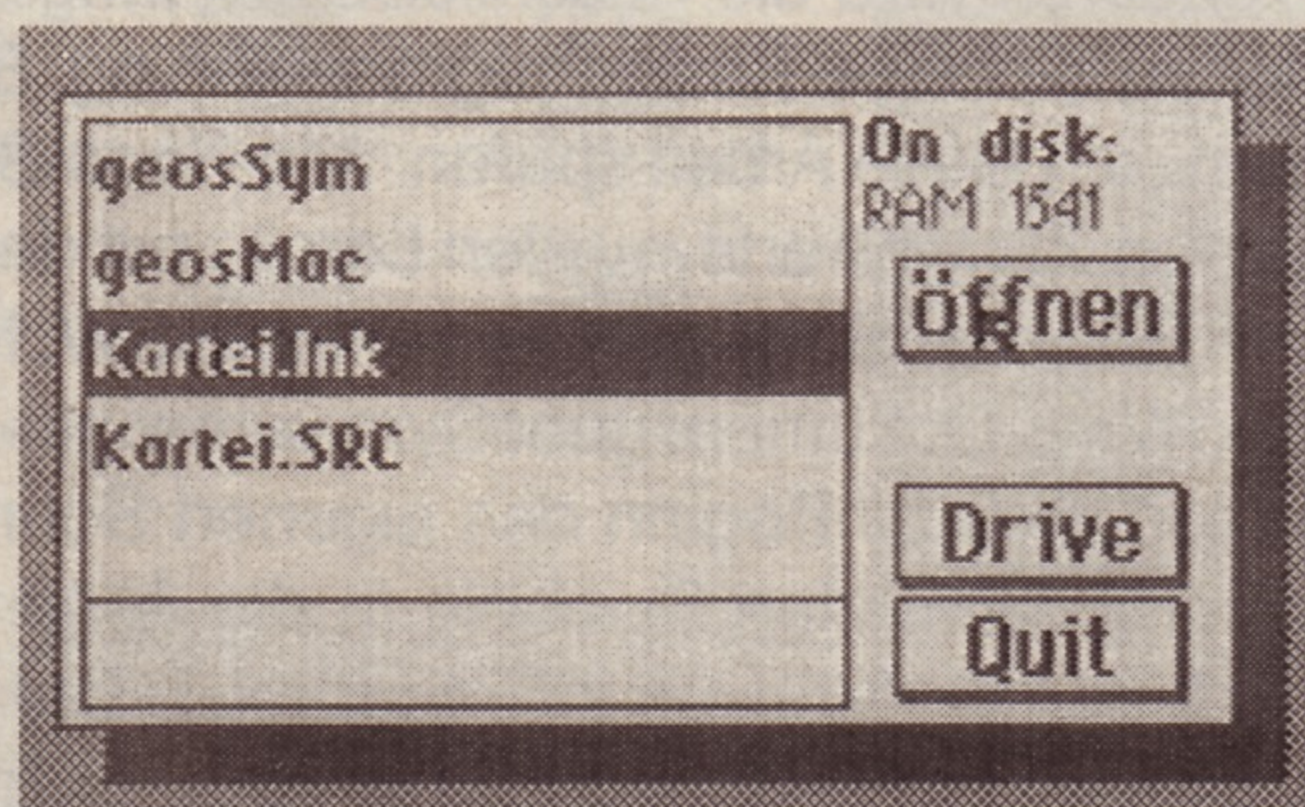 geosSym
geosMac
Kartei.lnk
Kartei.SRC
On disk:
RAM 1541
öffnen
Drive
Quit